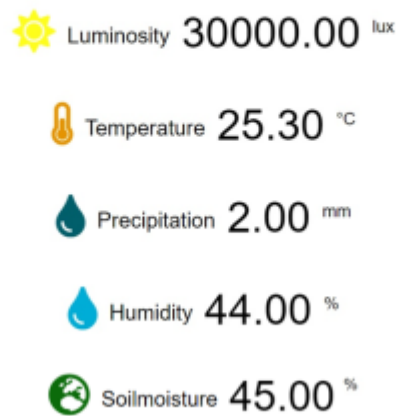 Luminosity 30000.00 lux
Temperature 25.30 °C
Precipitation 2.00 mm
Humidity 44.00 %
Soilmoisture 45.00 %